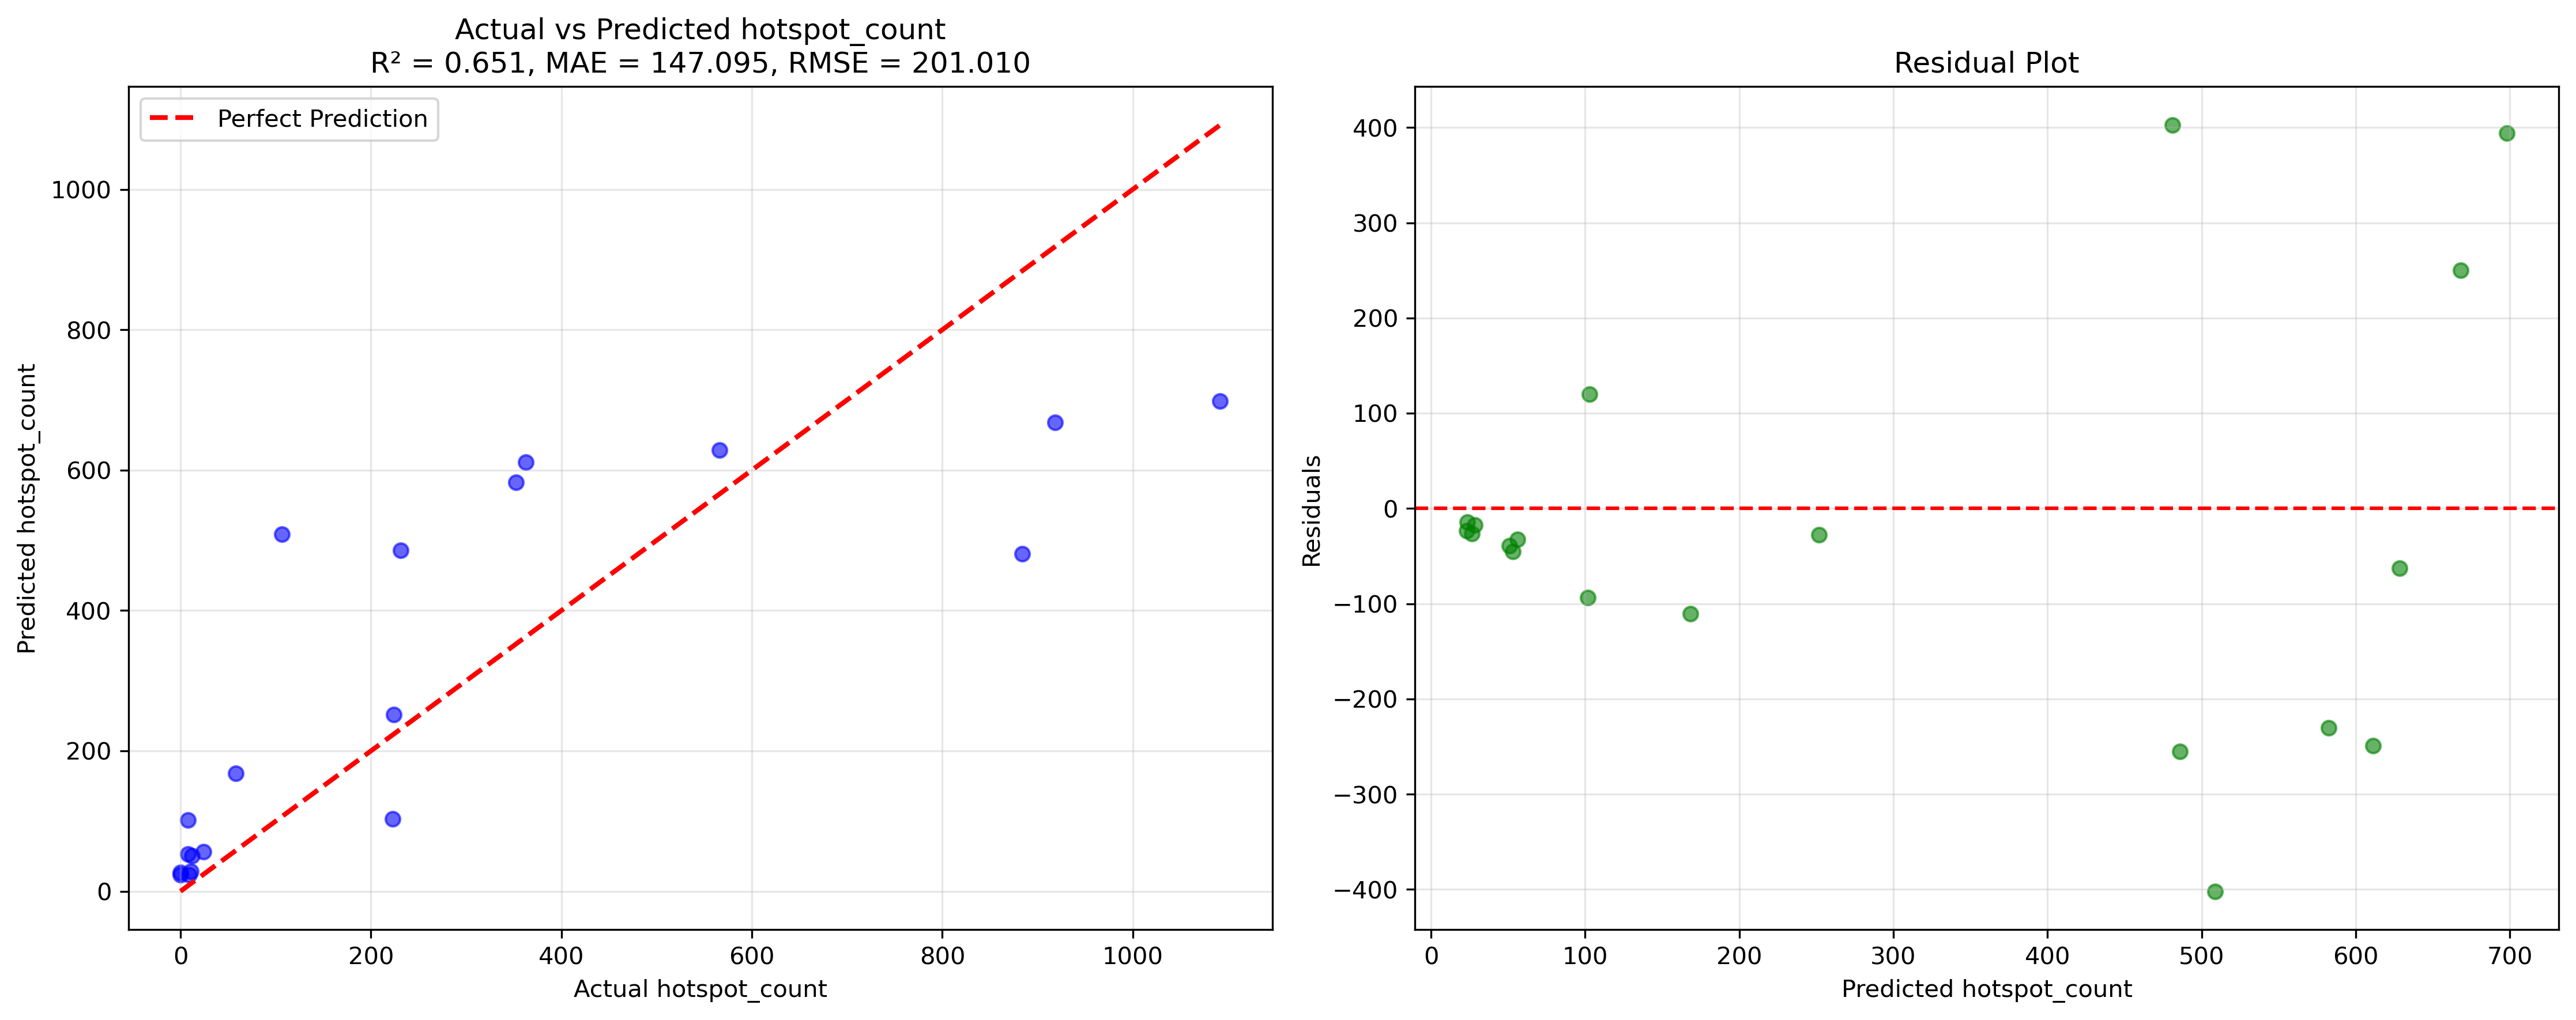 Actual vs Predicted hotspot_count
R² = 0.651, MAE = 147.095, RMSE = 201.010
Perfect Prediction
1000
800
600
400
200
0
Predicted hotspot_count
0 200 400 600 800 1000
Actual hotspot_count
Residual Plot
400
300
200
100
0
−100
−200
−300
−400
Residuals
0 100 200 300 400 500 600 700
Predicted hotspot_count